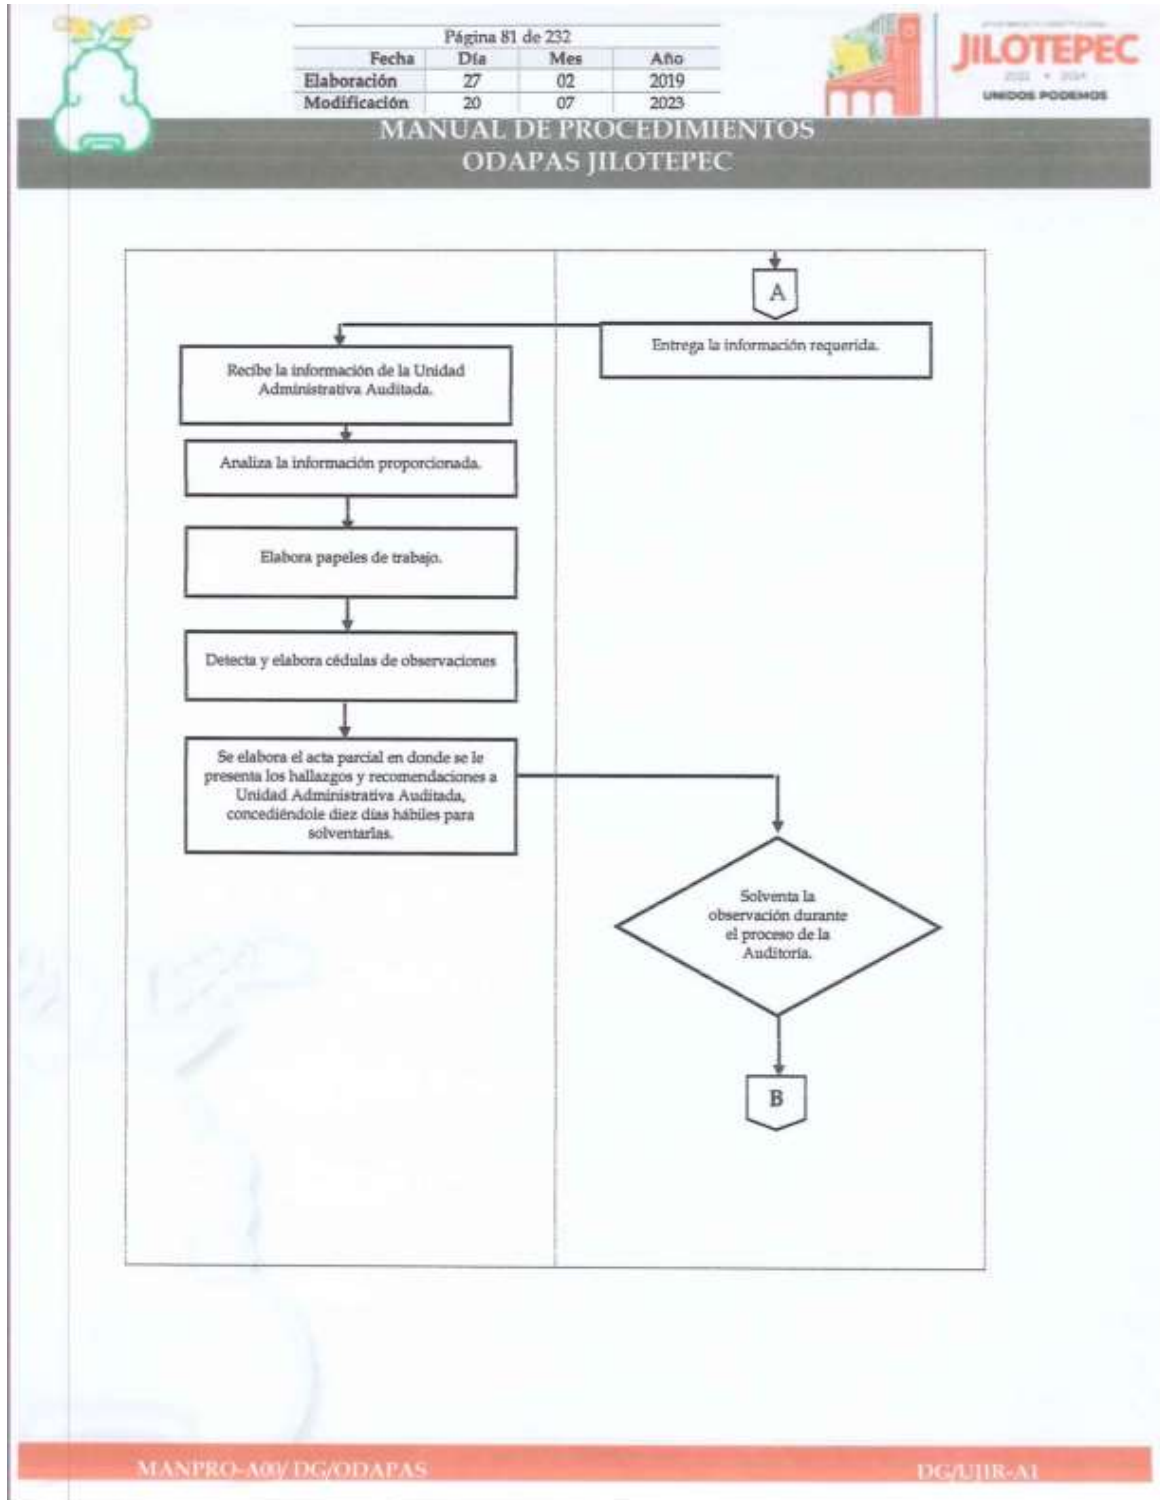 Página 81 de 232
Fecha Día Mes Año
Elaboración 27 02 2019
Modificación 20 07 2023
JILOTEPEC
UNIDOS PODEMOS
MANUAL DE PROCEDIMIENTOS
ODAPAS JILOTEPEC
A
Entrega la información requerida.
Recibe la información de la Unidad
Administrativa Auditada.
Analiza la información proporcionada.
Elabora papeles de trabajo.
Detecta y elabora cédulas de observaciones
Se elabora el acta parcial en donde se le
presenta los hallazgos y recomendaciones a
Unidad Administrativa Auditada,
concediéndole diez días hábiles para
solventarlas.
Solventa la
observación durante
el proceso de la
Auditoría.
B
MANPRO-A00/ DG/ODAPAS